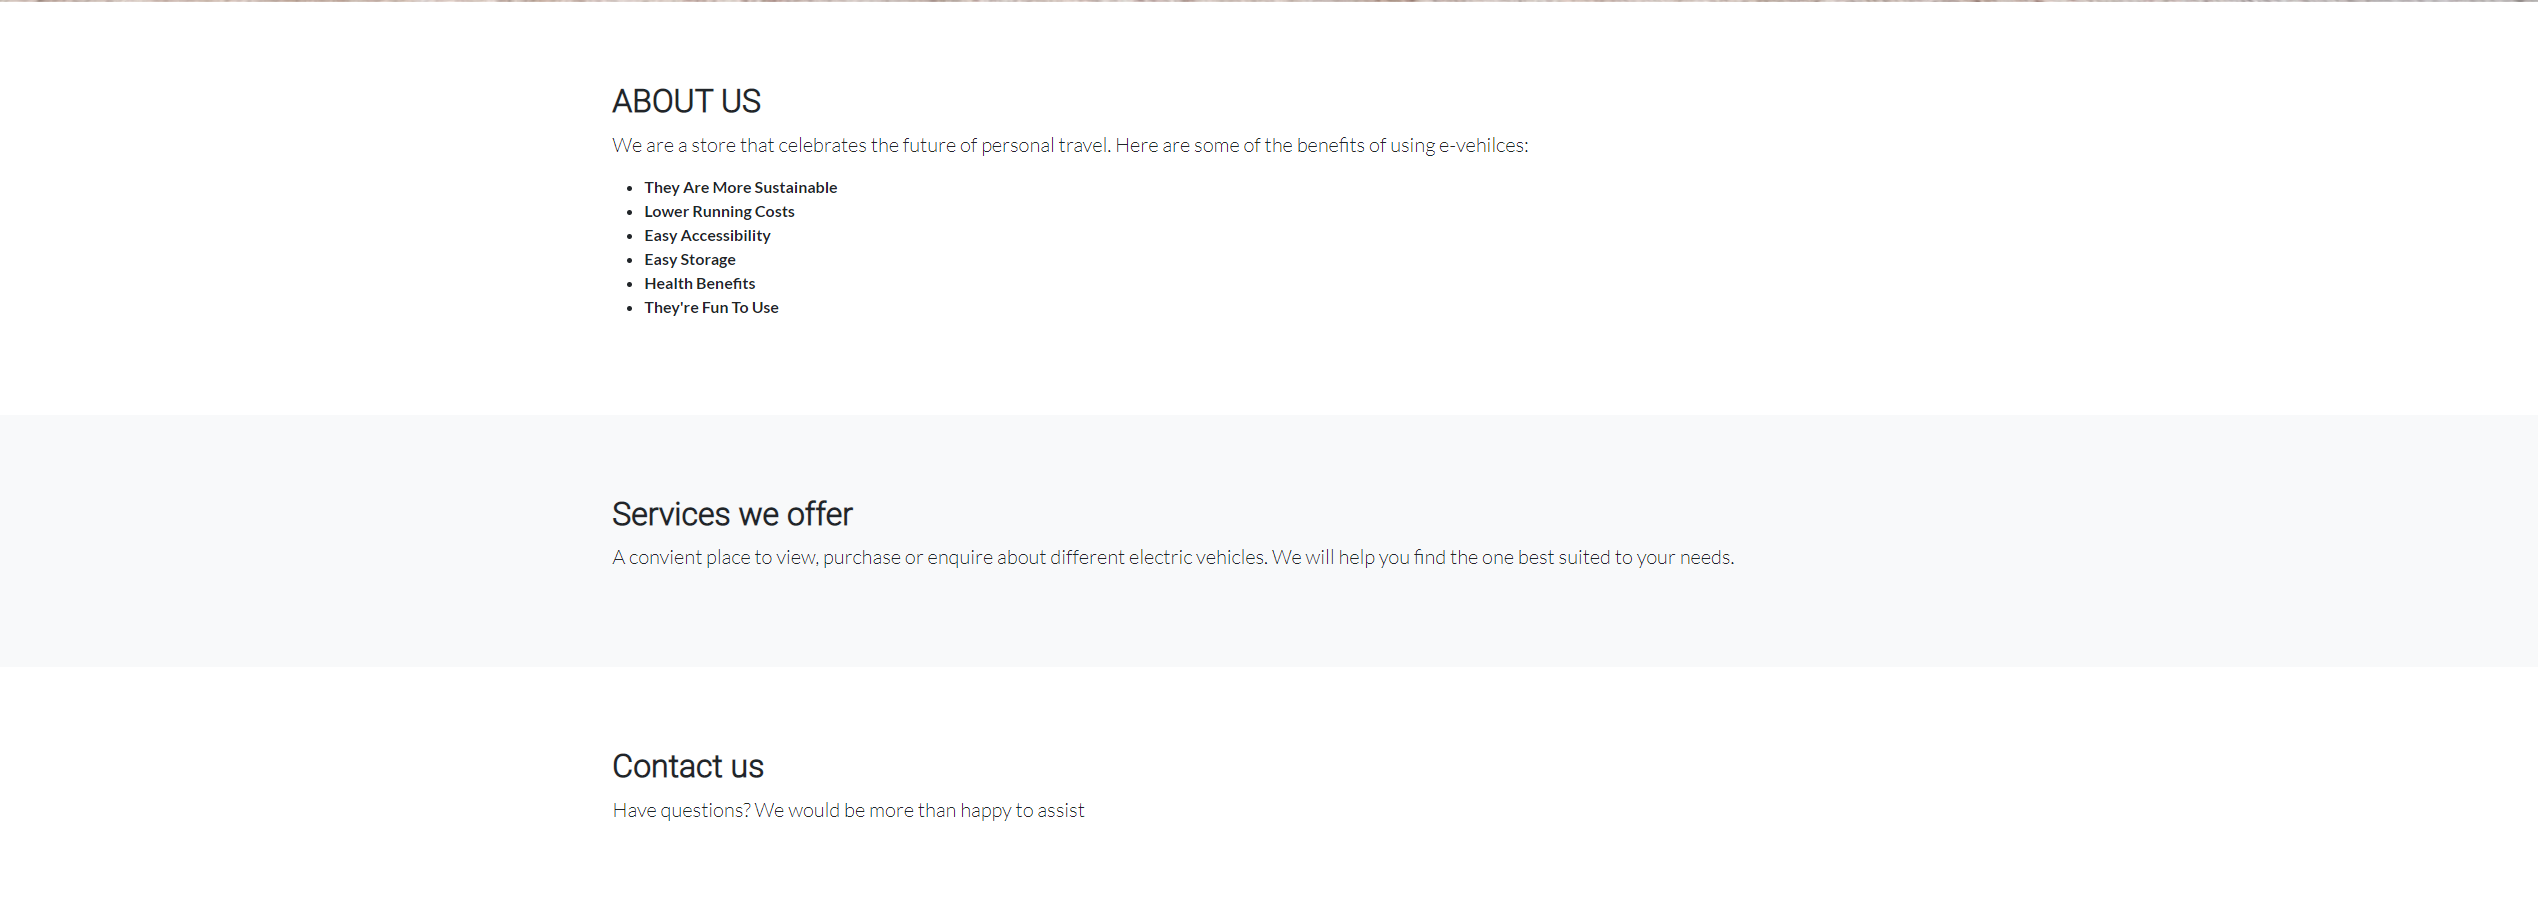 ABOUT US
We are a store that celebrates the future of personal travel. Here are some of the benefits of using e-vehilces:
They Are More Sustainable
Lower Running Costs
Easy Accessibility
Easy Storage
Health Benefits
They're Fun To Use
Services we offer
A convient place to view, purchase or enquire about different electric vehicles. We will help you find the one best suited to your needs.
Contact us
Have questions? We would be more than happy to assist